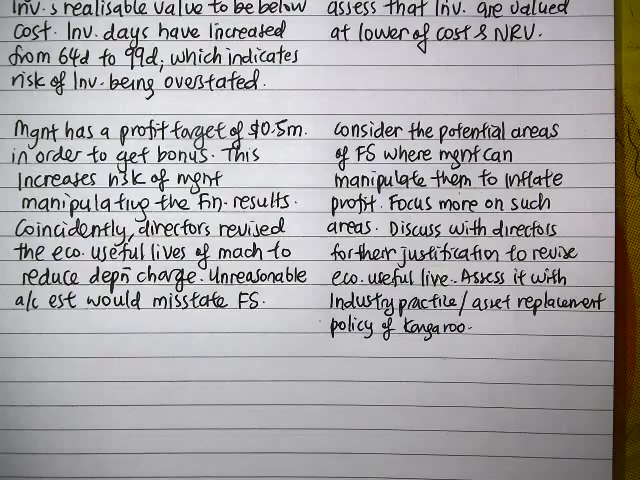 Inv.'s realisable value to be below
cost. Inv. days have increased
from 64d to 99d, which indicates
risk of Inv. being overstated.
assess that Inv. are valued
at lower of cost & NRV.
Mgnt has a profit target of $0.5m.
in order to get bonus. This
increases risk of mgnt
manipulating the Fin. results.
Coincidently, directors revised
the eco. useful lives of mach to
reduce depn charge. Unreasonable
a/c est would misstate FS.
consider the potential areas
of FS where mgnt can
manipulate them to inflate
profit. Focus more on such
areas. Discuss with directors
for their justification to revise
eco. useful live. Assess it with
Industry practise / asset replacement
policy of Kangaroo.